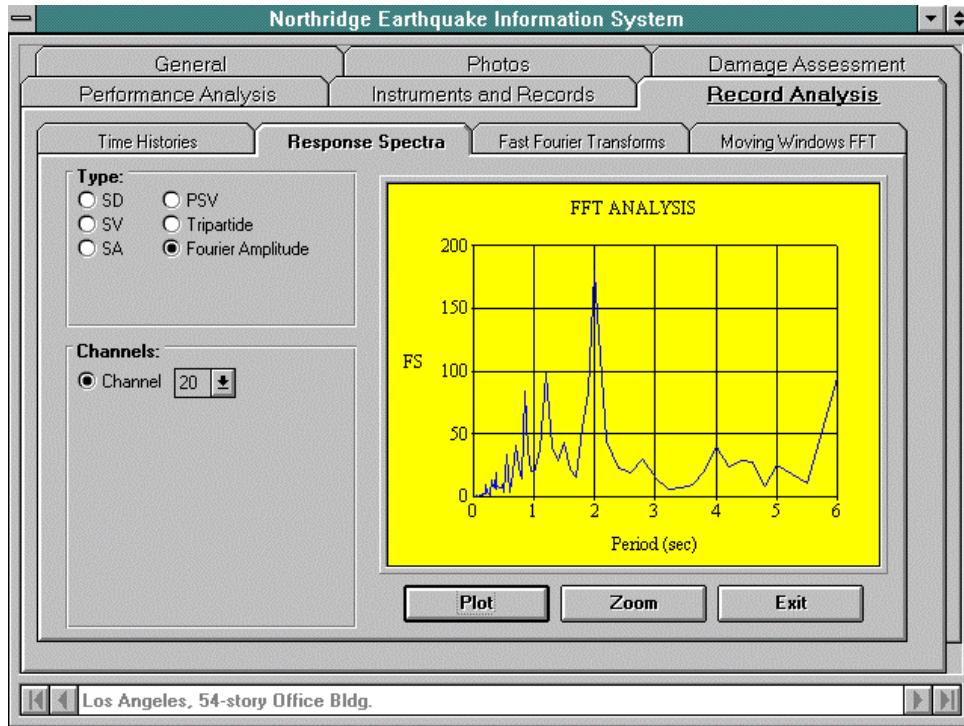 Northridge Earthquake Information System
General Photos Damage Assessment
Performance Analysis Instruments and Records Record Analysis
Time Histories Response Spectra Fast Fourier Transforms Moving Windows FFT
Type:
SD PSV
SV Tripartide
SA Fourier Amplitude
Channels:
Channel 20
FFT ANALYSIS
200
150
FS
100
50
0
0 1 2 3 4 5 6
Period (sec)
Plot Zoom Exit
Los Angeles, 54-story Office Bldg.